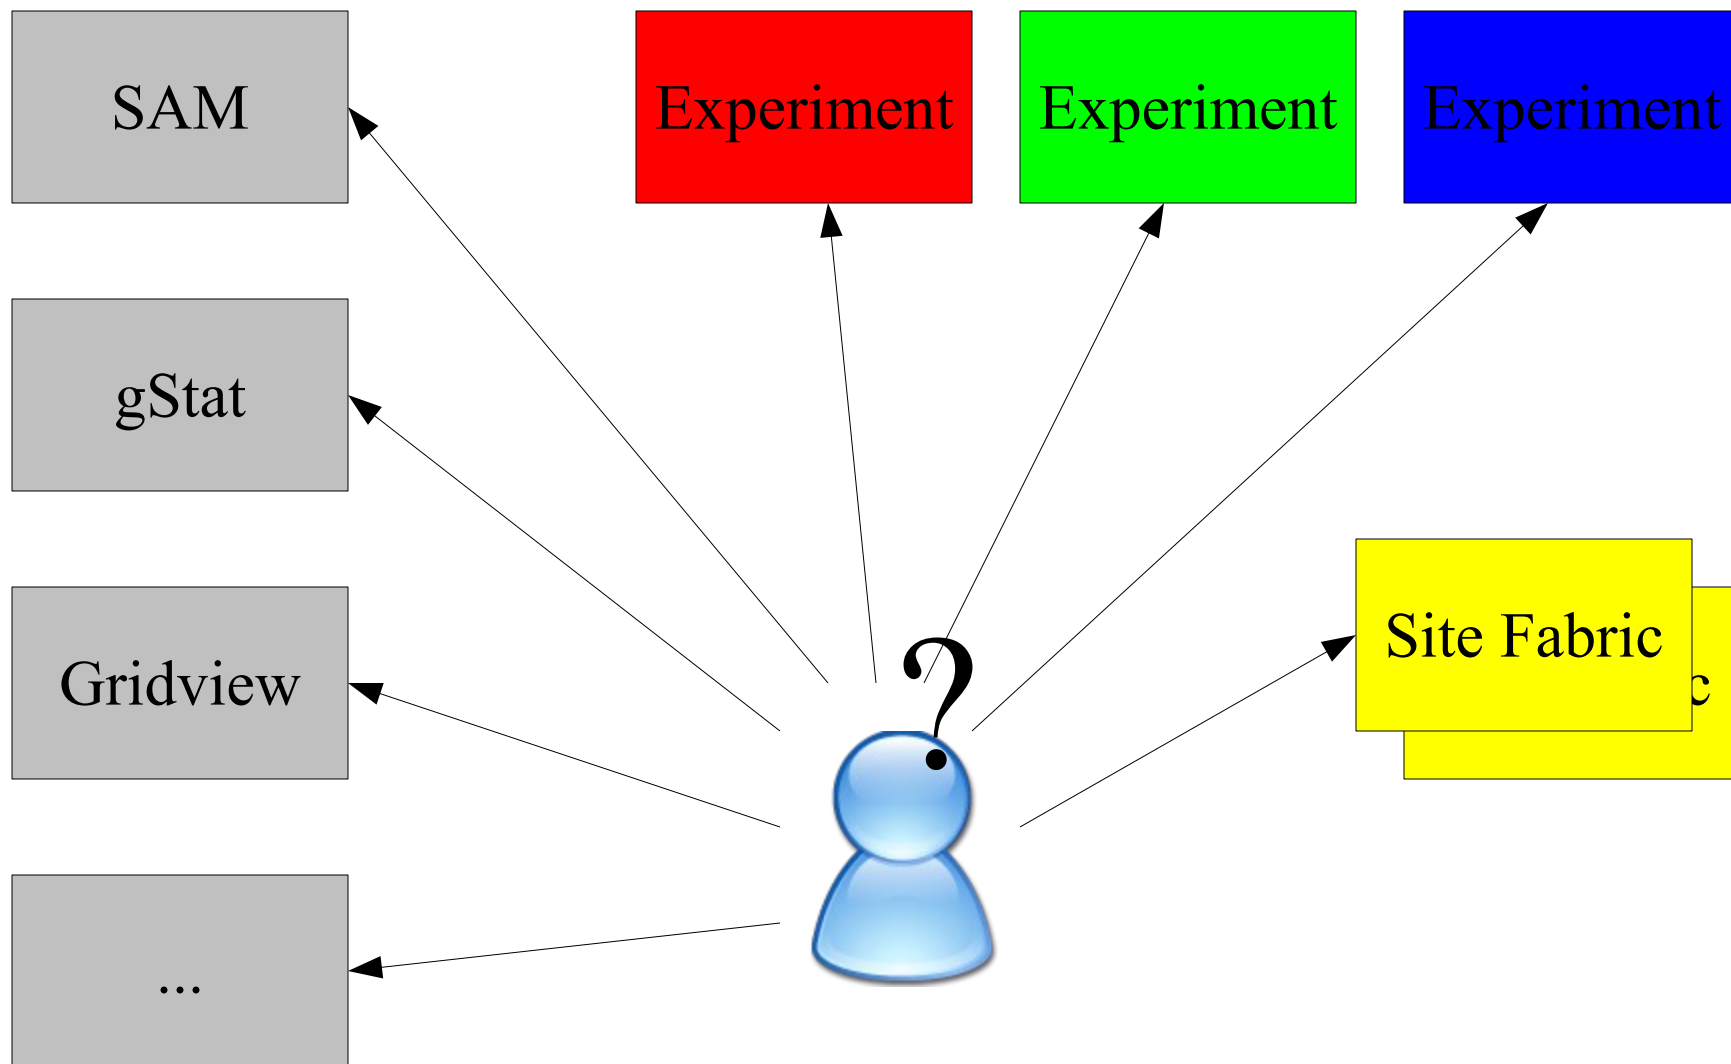 SAM
Experiment
Experiment
Experiment
gStat
Gridview
Site Fabric
c
?
...